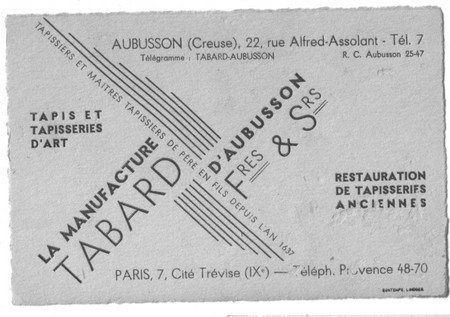 AUBUSSON (Creuse), 22, rue Alfred-Assolant - Tél. 7
Télégramme : TABARD-AUBUSSON
R. C. Aubusson 25-47
TAPISSIERS ET MAITRES TAPISSIERS DE PÈRE EN FILS DEPUIS L'AN 1637
TAPIS ET
TAPISSERIES
D'ART
LA MANUFACTURE
D'AUBUSSON
TABARD
FRES & SRS
RESTAURATION
DE TAPISSERIES
ANCIENNES
PARIS, 7, Cité Trévise (IXe) — Téléph. Provence 48-70